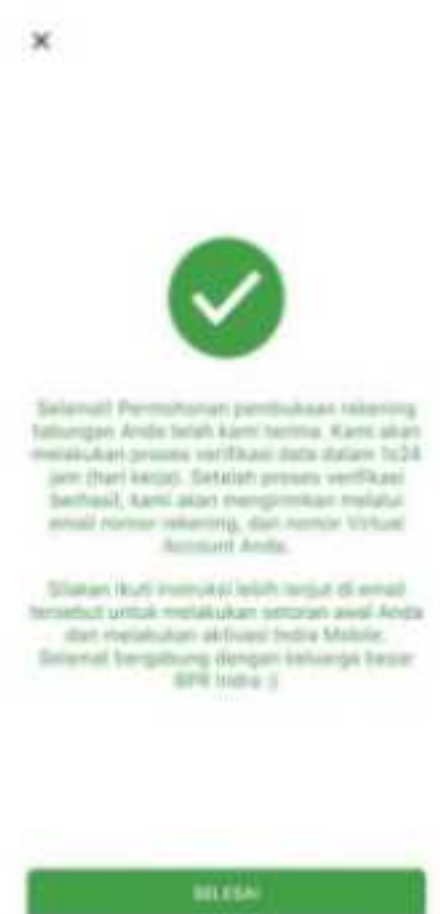 Selamat! Permohonan pembukaan rekening
tabungan Anda telah kami terima. Kami akan
melakukan proses verifikasi data dalam 1x24
jam (hari kerja). Setelah proses verifikasi
berhasil, kami akan mengirimkan melalui
email nomor rekening, dan nomor Virtual
Account Anda.
Silakan ikuti instruksi lebih lanjut di email
tersebut untuk melakukan setoran awal Anda
dan melakukan aktivasi Indra Mobile.
Selamat bergabung dengan keluarga besar
BPR Indra :)
SELESAI